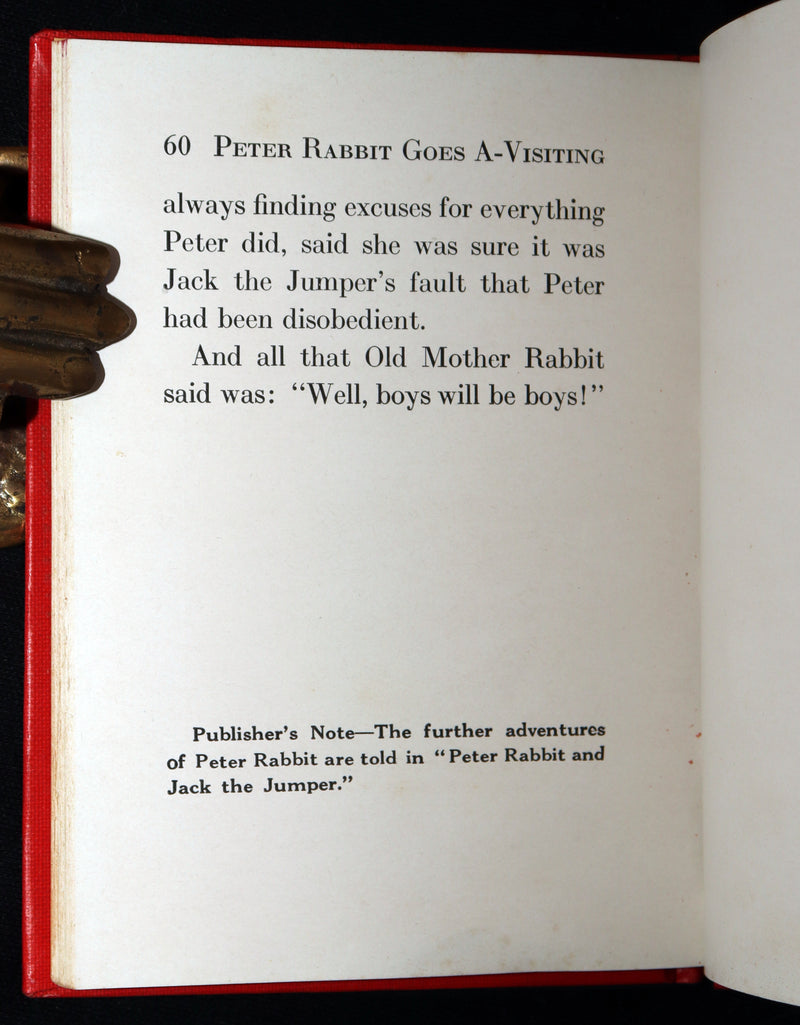 60 Peter Rabbit Goes A-Visiting
always finding excuses for everything
Peter did, said she was sure it was
Jack the Jumper's fault that Peter
had been disobedient.
And all that Old Mother Rabbit
said was: “Well, boys will be boys!”
Publisher's Note—The further adventures
of Peter Rabbit are told in “Peter Rabbit and
Jack the Jumper.”